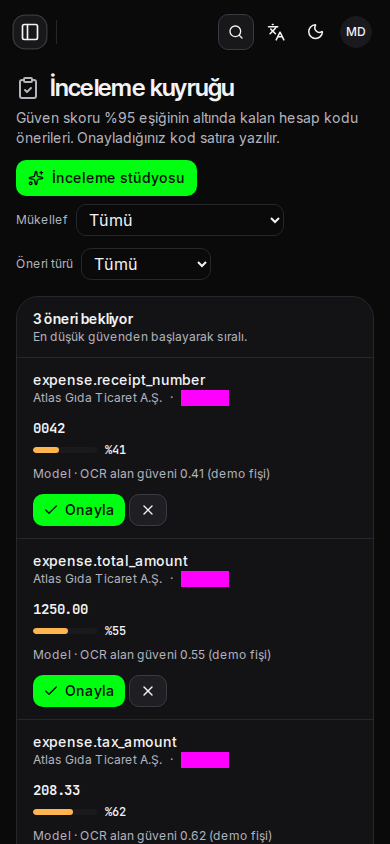 MD
İnceleme kuyruğu
Güven skoru %95 eşiğinin altında kalan hesap kodu
önerileri. Onayladığınız kod satıra yazılır.
İnceleme stüdyosu
Mükellef Tümü
Öneri türü Tümü
3 öneri bekliyor
En düşük güvenden başlayarak sıralı.
expense.receipt_number
Atlas Gıda Ticaret A.Ş. ·
0042
%41
Model · OCR alan güveni 0.41 (demo fişi)
Onayla
expense.total_amount
Atlas Gıda Ticaret A.Ş. ·
1250.00
%55
Model · OCR alan güveni 0.55 (demo fişi)
Onayla
expense.tax_amount
Atlas Gıda Ticaret A.Ş. ·
208.33
%62
Model · OCR alan güveni 0.62 (demo fişi)